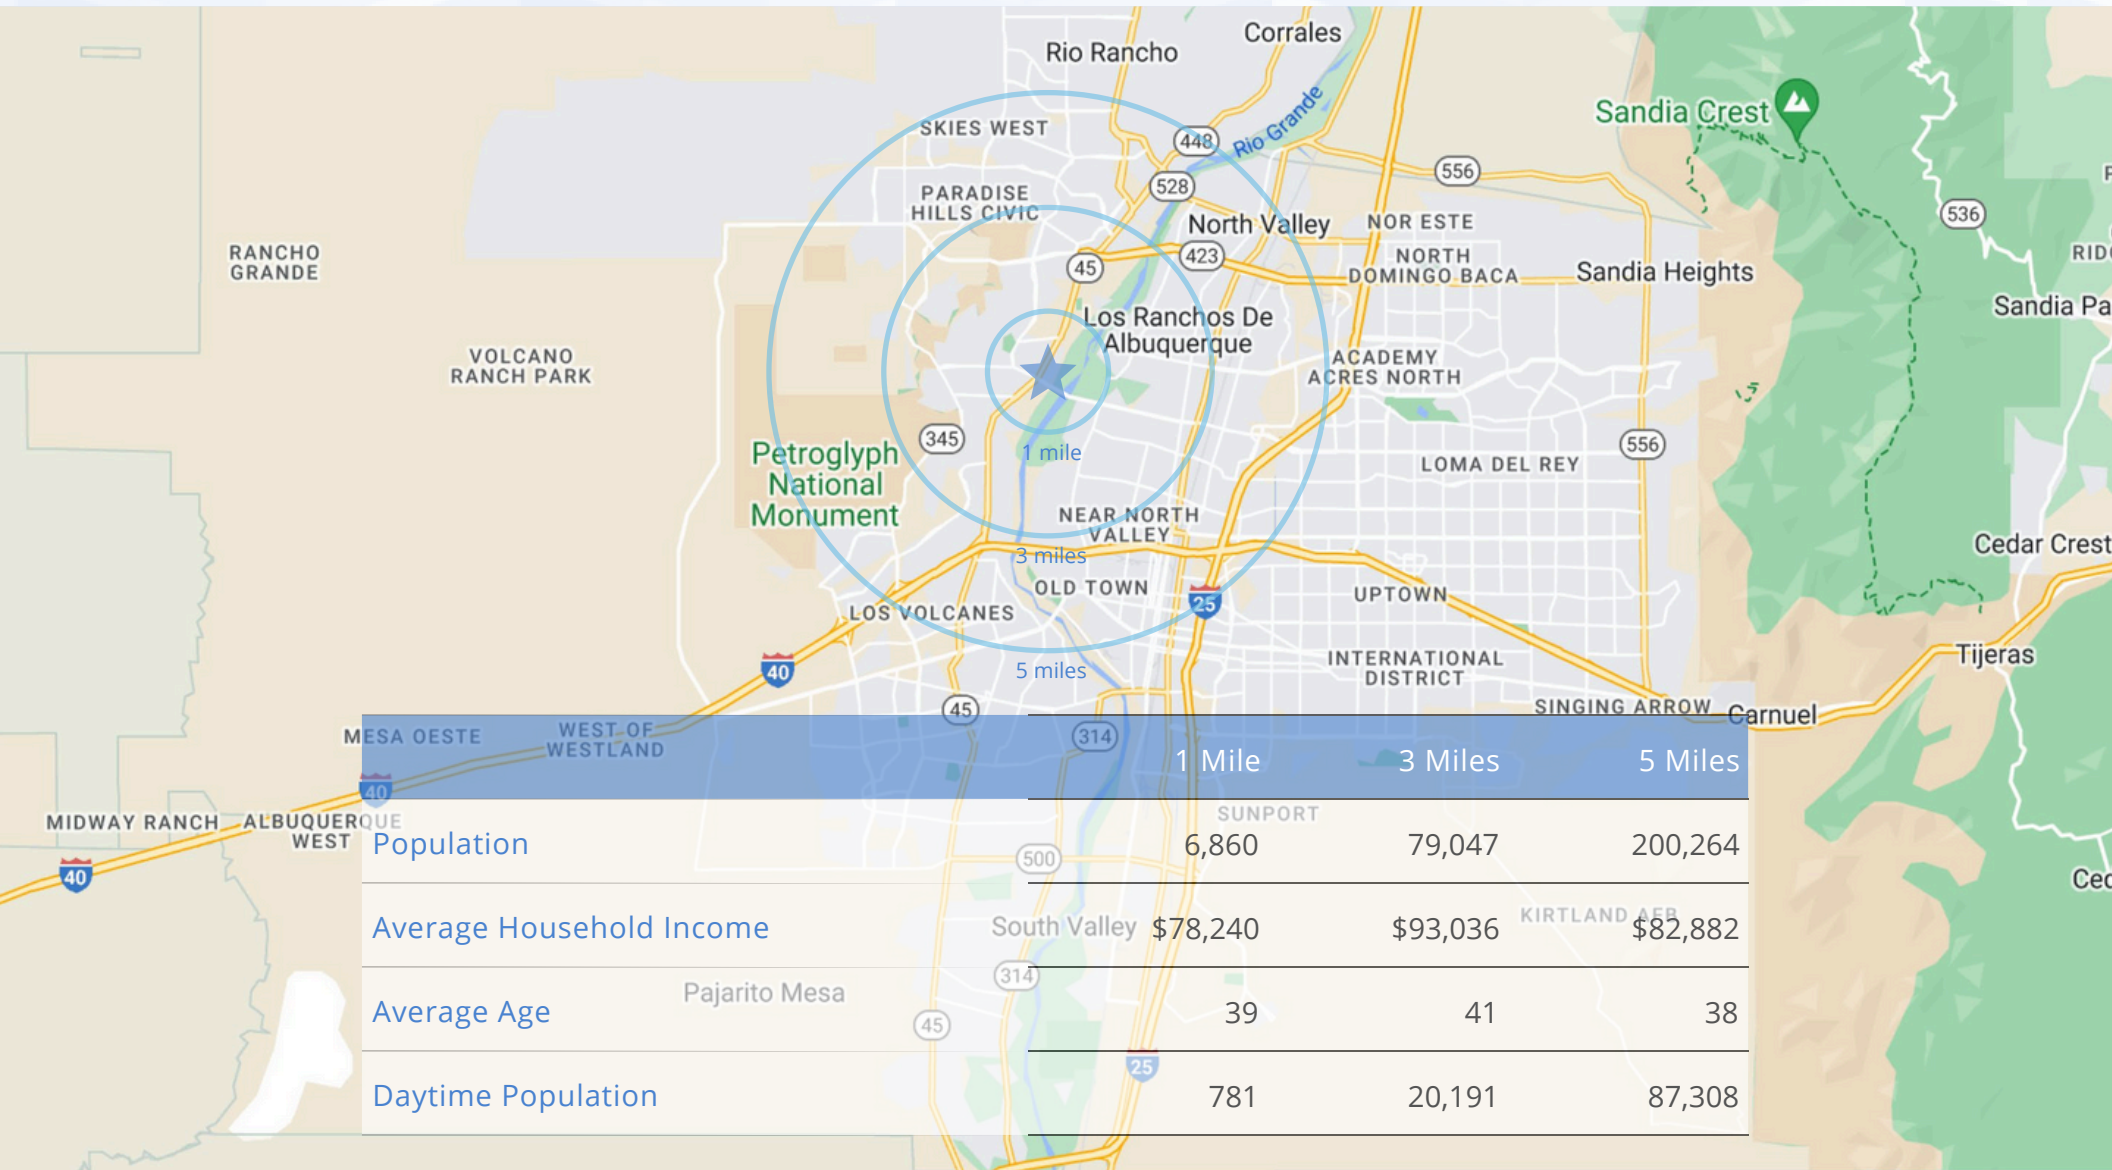 Corrales
Rio Rancho
Rio Grande
SKIES WEST
448
Sandia Crest
556
528
PARADISE
HILLS CIVIC
North Valley
NOR ESTE
536
423
45
NORTH
DOMINGO BACA
Sandia Heights
RANCHO
GRANDE
Sandia Pa
Los Ranchos De
Albuquerque
VOLCANO
RANCH PARK
ACADEMY
ACRES NORTH
345
1 mile
Petroglyph
National
Monument
556
LOMA DEL REY
NEAR NORTH
VALLEY
3 miles
Cedar Crest
OLD TOWN
25
UPTOWN
LOS VOLCANES
40
5 miles
INTERNATIONAL
DISTRICT
Tijeras
45
SINGING ARROW
Carnuel
MESA OESTE
WEST OF
WESTLAND
314
40
1 Mile 3 Miles 5 Miles
MIDWAY RANCH
ALBUQUERQUE
WEST
SUNPORT
40
500
Population 6,860 79,047 200,264
South Valley
KIRTLAND AFB
Average Household Income $78,240 $93,036 $82,882
314
Pajarito Mesa
45
Average Age 39 41 38
25
Daytime Population 781 20,191 87,308